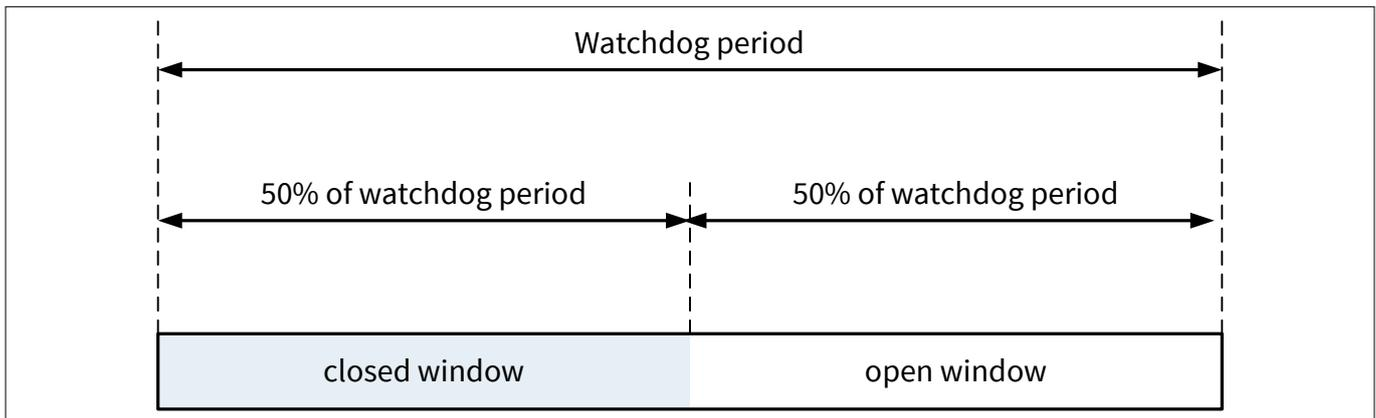 Watchdog period
50% of watchdog period
50% of watchdog period
closed window
open window